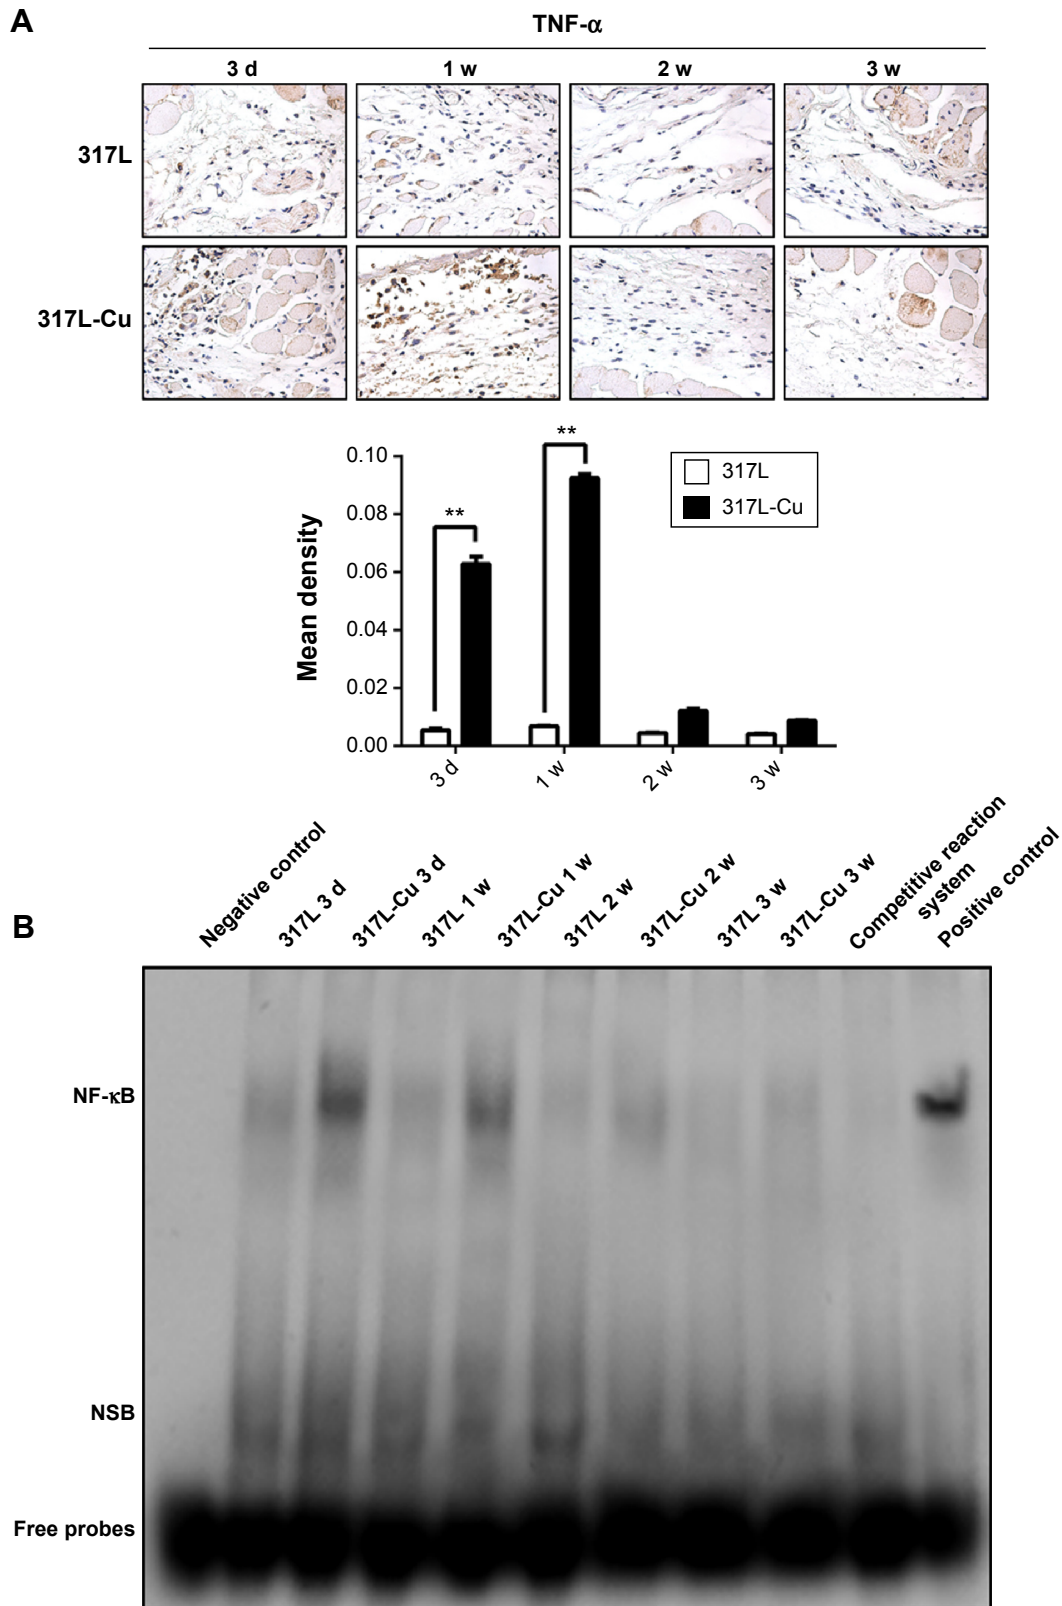 A
TNF-α
3 d 1 w 2 w 3 w
317L
317L-Cu
Mean density
0.10
0.08
0.06
0.04
0.02
0.00
**
**
317L
317L-Cu
3 d 1 w 2 w 3 w
B
Negative control
317L 3 d
317L-Cu 3 d
317L 1 w
317L-Cu 1 w
317L 2 w
317L-Cu 2 w
317L 3 w
317L-Cu 3 w
Competitive reaction
system
Positive control
NF-κB
NSB
Free probes